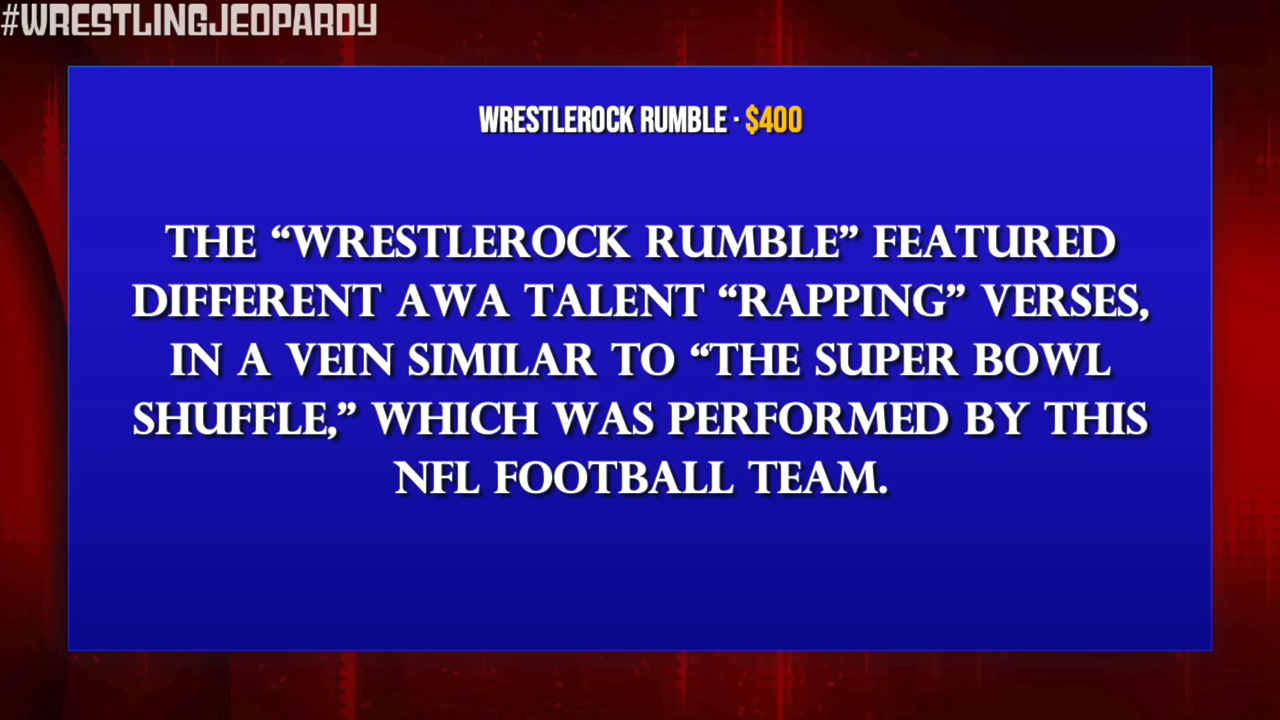 #WRESTLINGJEOPARDY
WRESTLEROCK RUMBLE · $400
THE “WRESTLEROCK RUMBLE” FEATURED
DIFFERENT AWA TALENT “RAPPING” VERSES,
IN A VEIN SIMILAR TO “THE SUPER BOWL
SHUFFLE,” WHICH WAS PERFORMED BY THIS
NFL FOOTBALL TEAM.